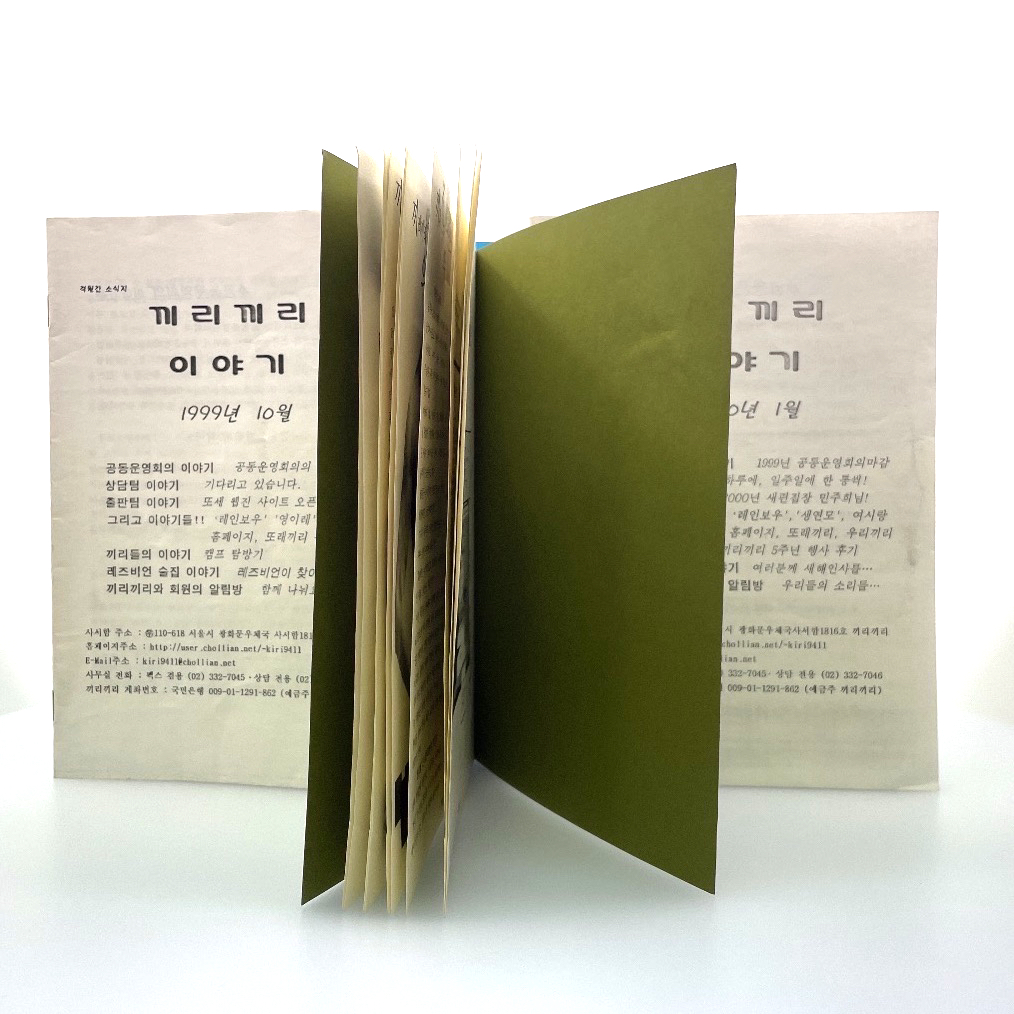 격월간 소식지
끼리끼리
이야기
1999년 10월
공동운영회의 이야기 공동운영회의의
상담팀 이야기 기다리고 있습니다.
출판팀 이야기 또세 웹진 사이트 오픈
그리고 이야기들!! '레인보우' '영이레'
홈페이지, 또래끼리
끼리들의 이야기 캠프 탐방기
레즈비언 술집 이야기 레즈비언이 찾아
끼리끼리와 회원의 알림방 함께 나눠요
사서함 주소 : ㉾110-618 서울시 광화문우체국 사서함181
홈페이지주소 : http://user.chollian.net/~kiri9411
E-Mail주소 : kiri9411@chollian.net
사무실 전화 : 팩스 겸용 (02) 332-7045·상담 전용 (02)
끼리끼리 계좌번호 : 국민은행 009-01-1291-862 (예금주
끼리
야기
0년 1월
기 1999년 공동운영회의마감
하루에, 일주일에 한 통씩!
2000년 새편집장 민주희님!
'레인보우', '생연모', 여시랑
홈페이지, 또래끼리, 우리끼리
끼리끼리 5주년 행사 후기
기 여러분께 새해인사를…
알림방 우리들의 소리들…
시 광화문우체국사서함1816호 끼리끼리
chollian.net/~kiri9411
lian.net
332-7045· 상담 전용 (02) 332-7046
009-01-1291-862 (예금주 끼리끼리)